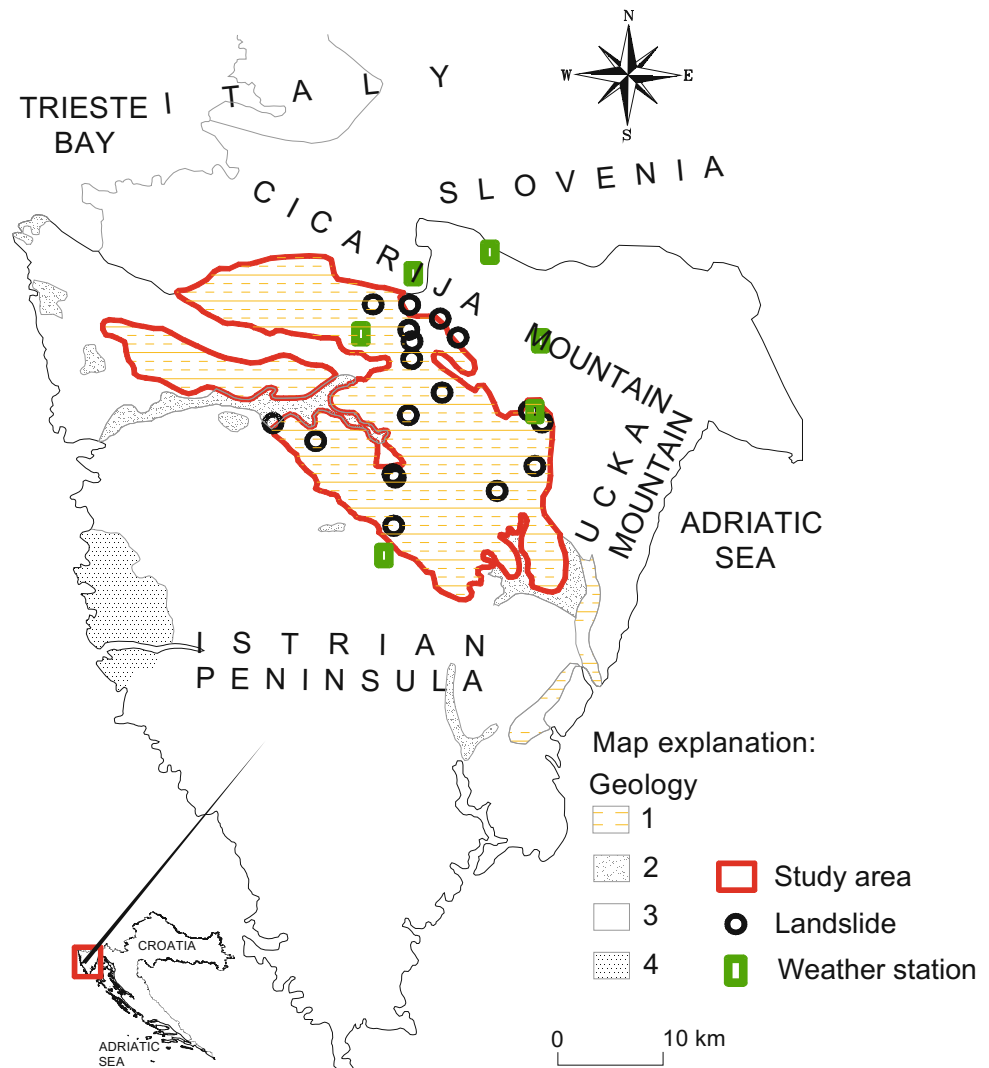 N
W E
S
TRIESTE
BAY
I T A L Y
S L O V E N I A
C I C A R I J A
MOUNTAIN
U C K A
MOUNTAIN
ADRIATIC
SEA
I S T R I A N
P E N I N S U L A
Map explanation:
Geology
1
2
3
4
Study area
Landslide
Weather station
CROATIA
ADRIATIC
SEA
0 10 km